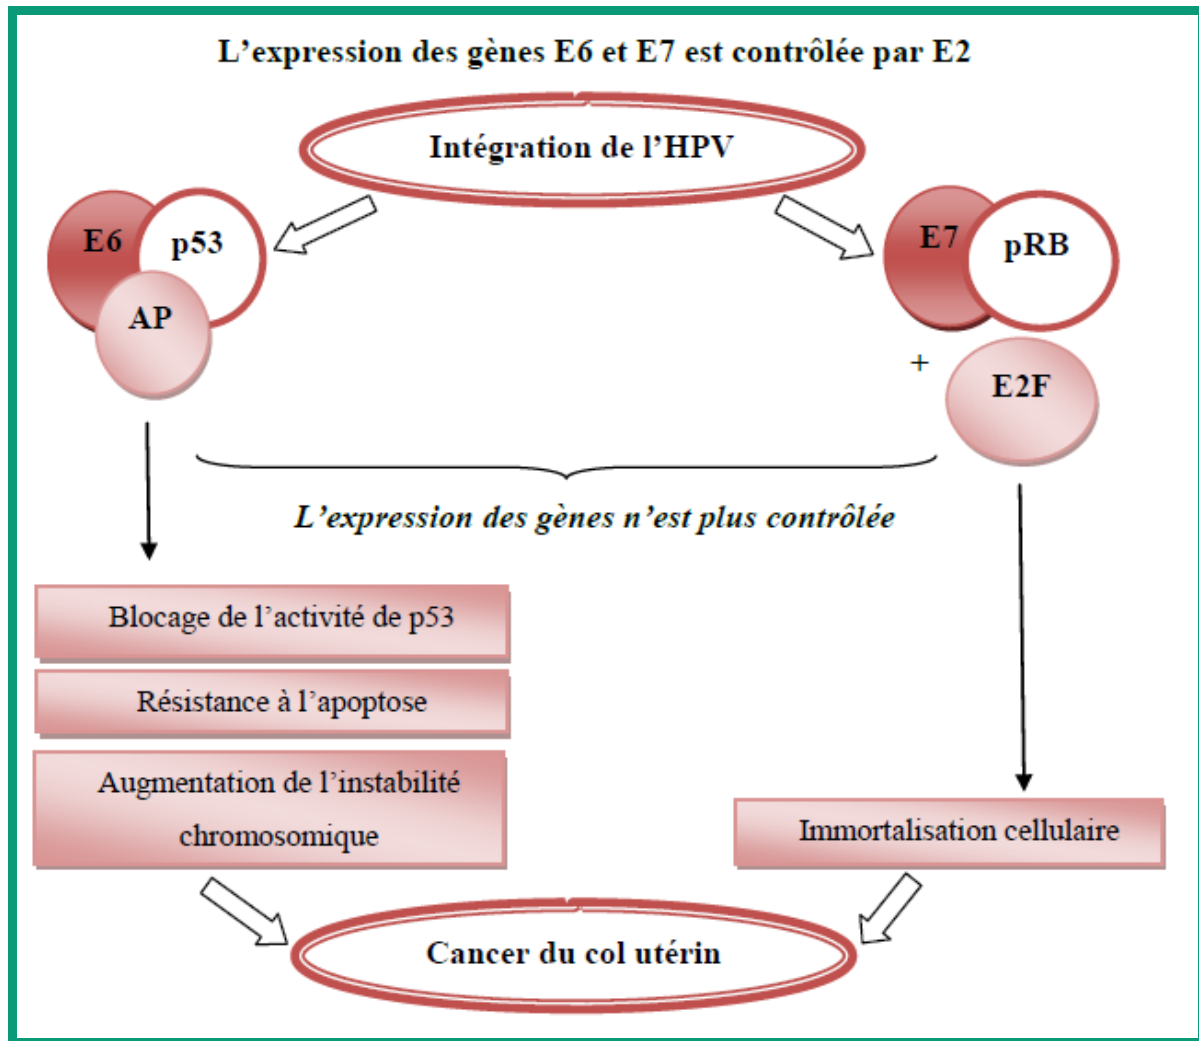 L’expression des gènes E6 et E7 est contrôlée par E2
Intégration de l’HPV
E6
p53
AP
E7
pRB
+
E2F
L’expression des gènes n’est plus contrôlée
Blocage de l’activité de p53
Résistance à l’apoptose
Augmentation de l’instabilité
chromosomique
Immortalisation cellulaire
Cancer du col utérin